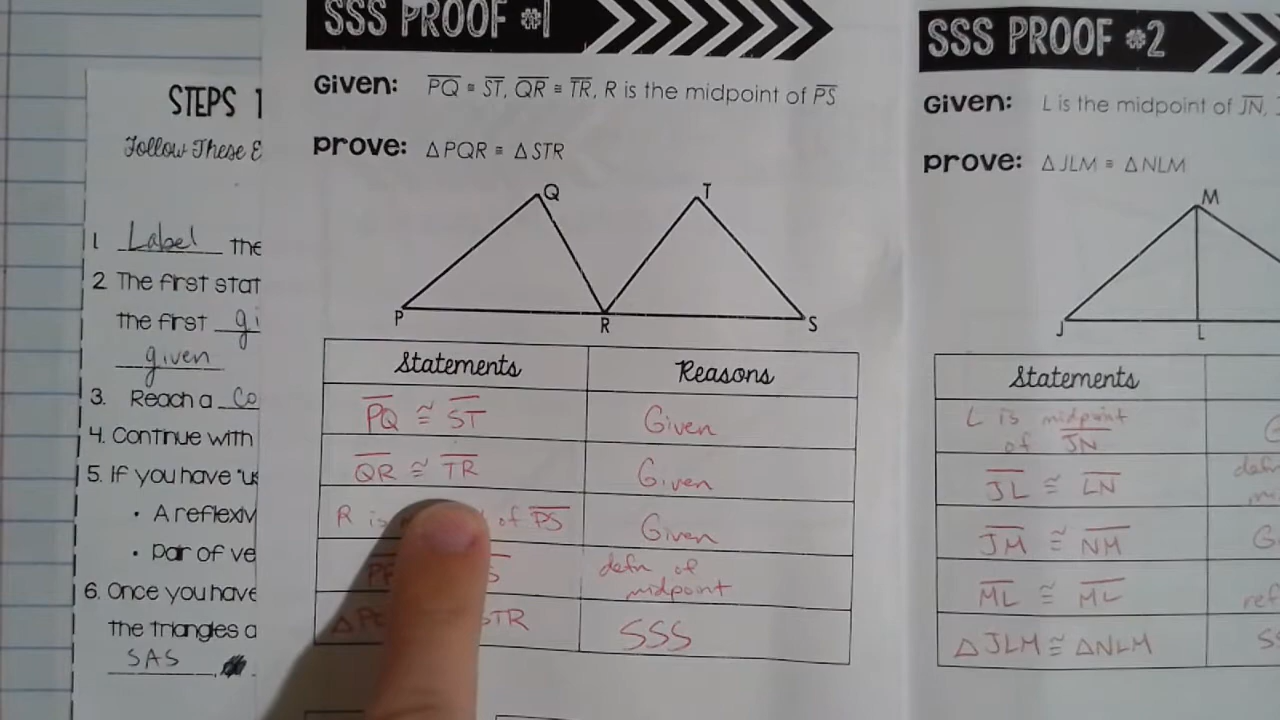 STEPS 1
Follow These E
1 Label the
2 The first stat
the first gi
given
3. Reach a Co
4. Continue with
5. If you have "us
• A reflexiv
• Pair of ve
6. Once you have
the triangles a
SAS
SSS PROOF #1
Given: PQ ≅ ST, QR ≅ TR, R is the midpoint of PS
prove: △PQR ≅ △STR
Q
T
P
R
S
Statements Reasons
PQ ≅ ST Given
QR ≅ TR Given
R is of PS Given
defn of
midpoint
STR SSS
SSS PROOF #2
Given: L is the midpoint of JN,
prove: △JLM ≅ △NLM
M
J
L
Statements
L is midpoint
of JN
JL ≅ LN
JM ≅ NM G
ML ≅ ML ref
△JLM ≅ △NLM S